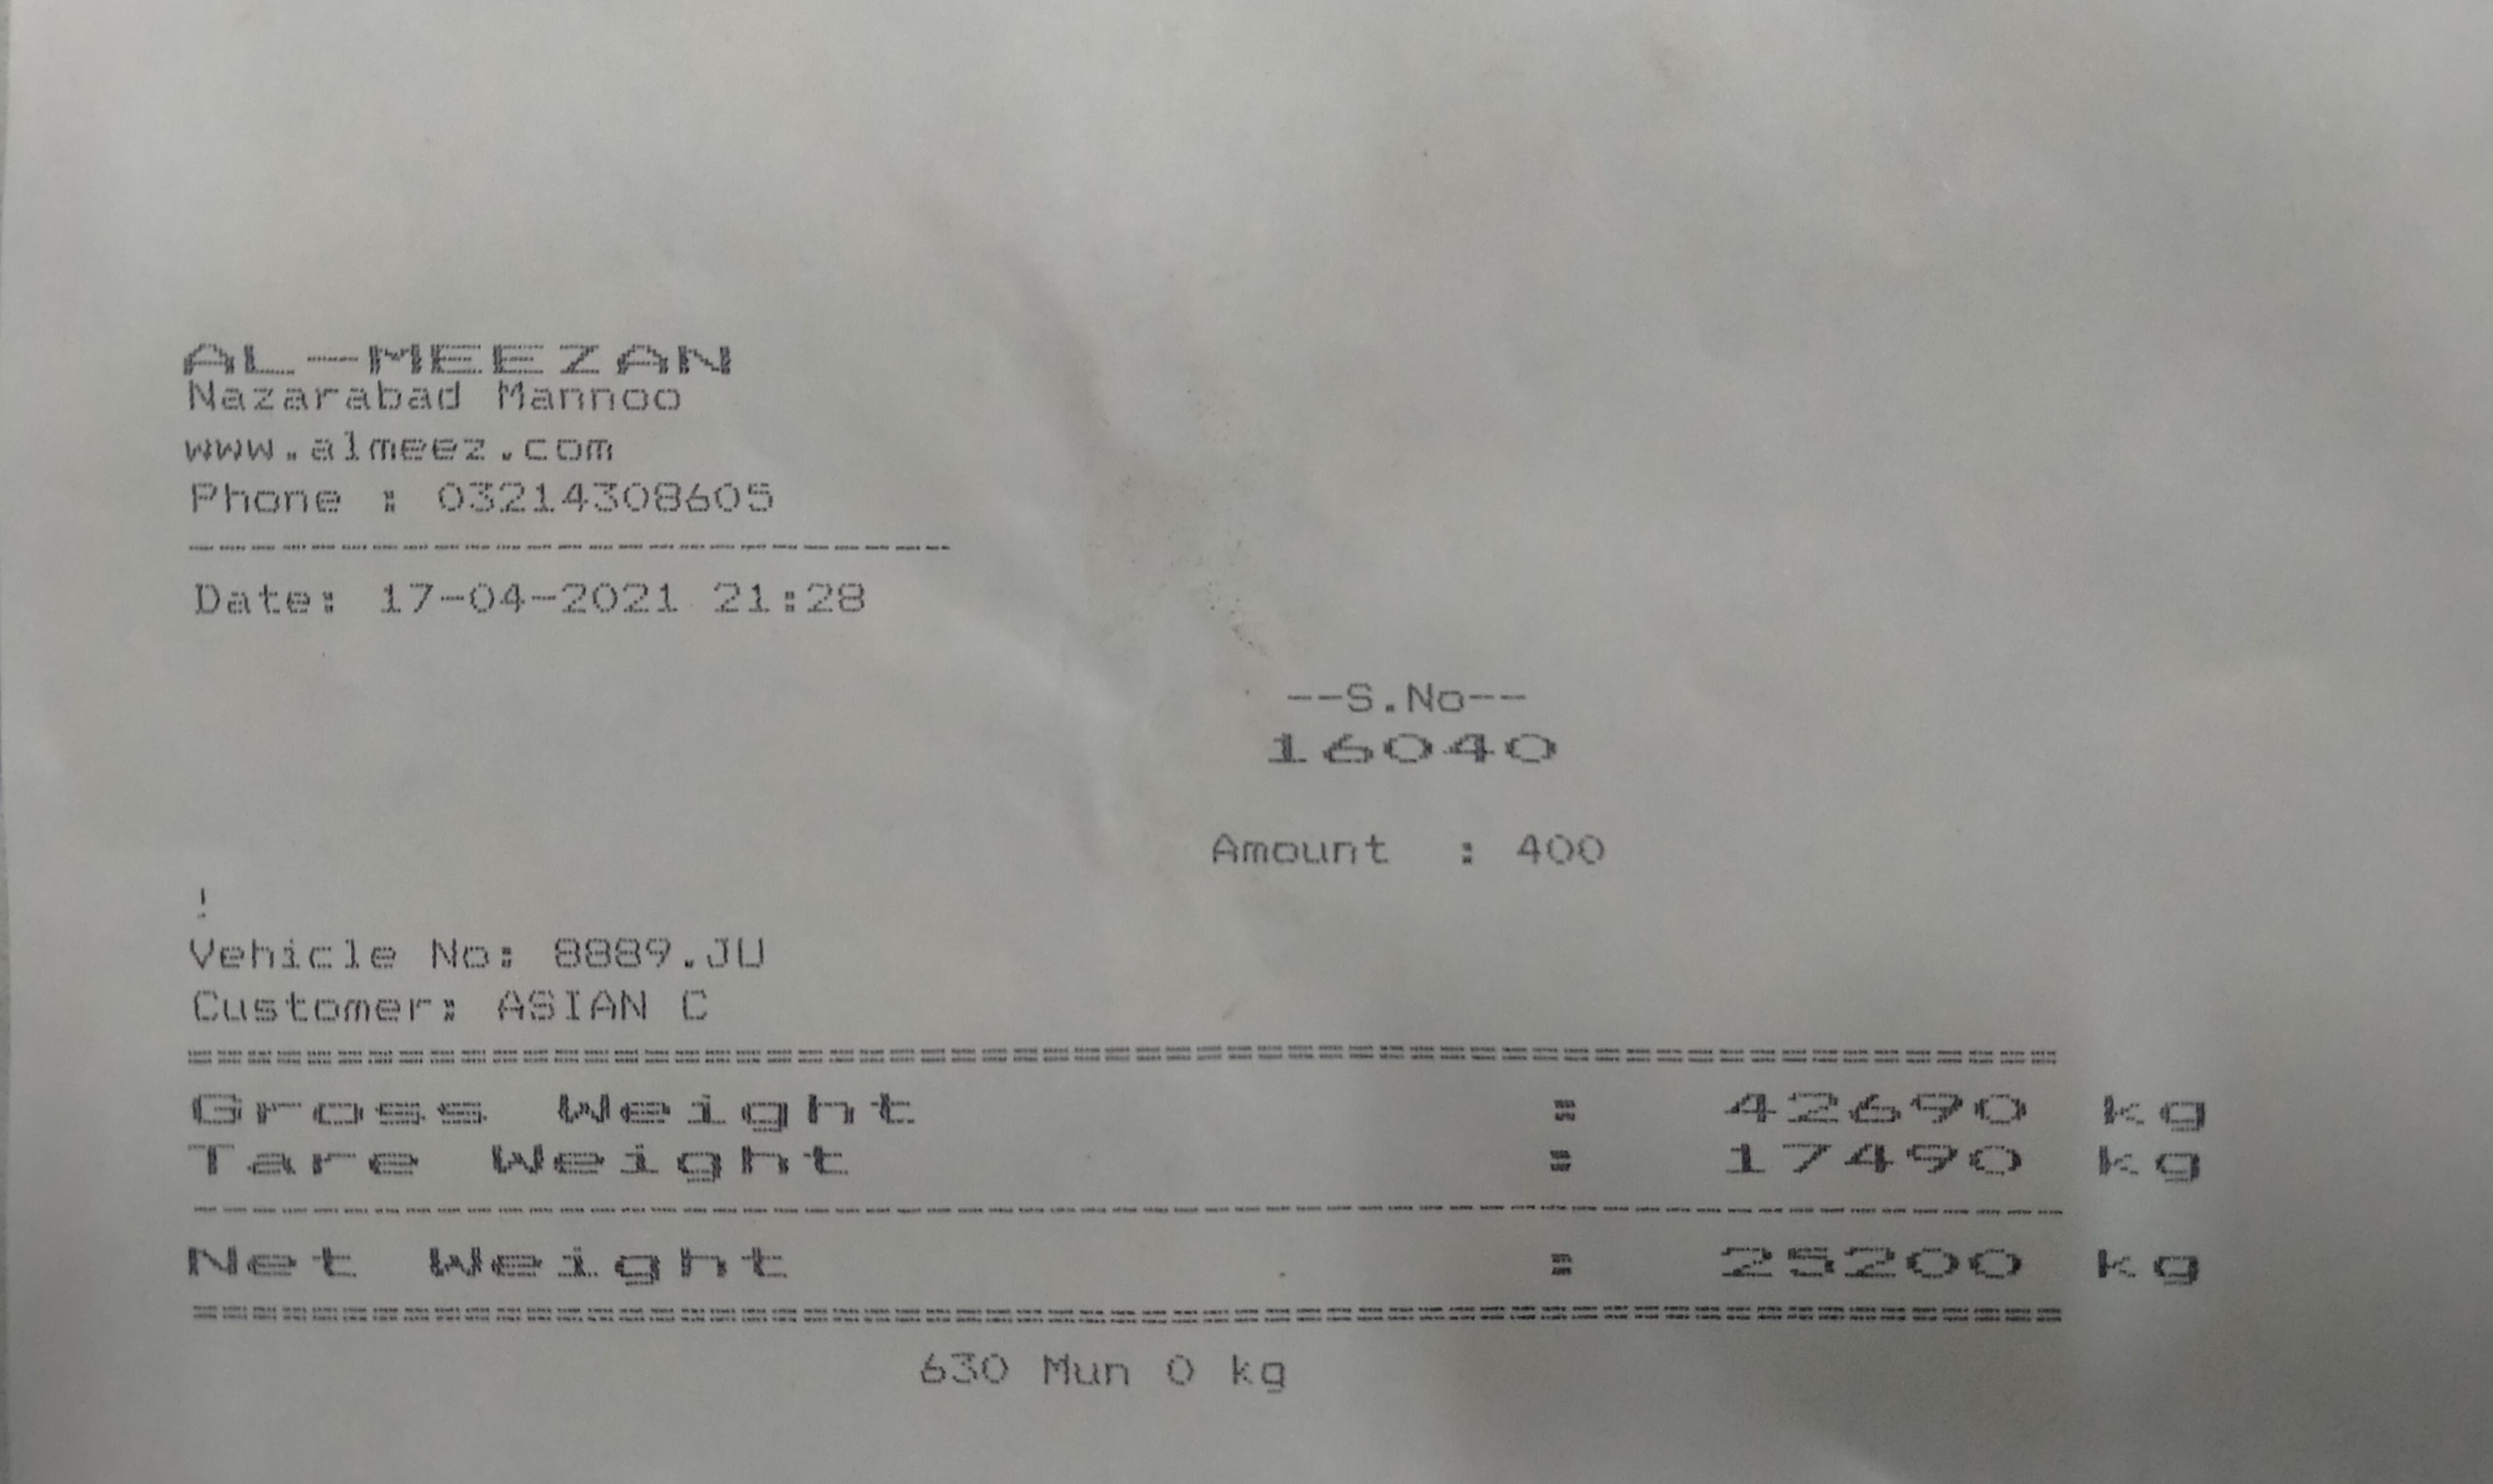 AL-MEEZAN
Nazarabad Mannoo
www.almeez.com
Phone : 03214308605
-------------------------
Date: 17-04-2021 21:28
--S.No--
16040
Amount : 400
!
Vehicle No: 8889.JU
Customer: ASIAN C
=============================================================
Gross Weight : 42690 kg
Tare Weight : 17490 kg
-------------------------------------------------------------
Net Weight : 25200 kg
=============================================================
630 Mun 0 kg